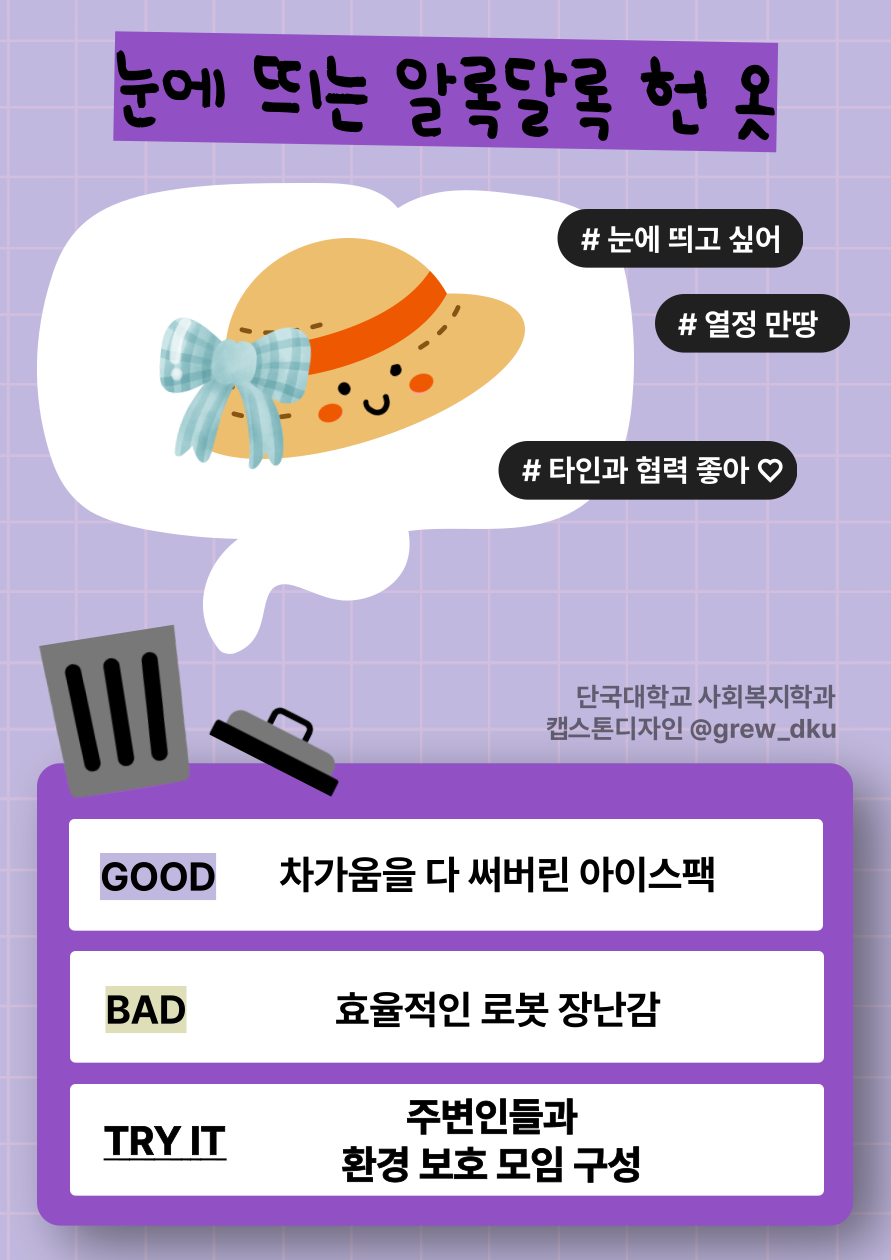 눈에 띄는 알록달록 헌 옷
# 눈에 띄고 싶어
# 열정 만땅
# 타인과 협력 좋아 ♡
단국대학교 사회복지학과
캡스톤디자인 @grew_dku
GOOD 차가움을 다 써버린 아이스팩
BAD 효율적인 로봇 장난감
TRY IT 주변인들과
환경 보호 모임 구성